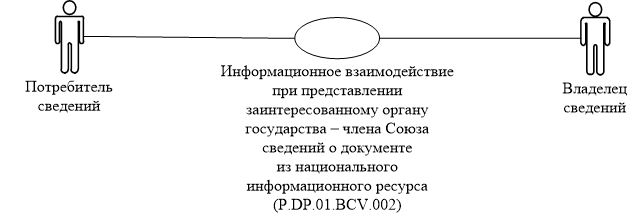 Потребитель
сведений
Информационное взаимодействие
при представлении
заинтересованному органу
государства – члена Союза
сведений о документе
из национального
информационного ресурса
(P.DP.01.BCV.002)
Владелец
сведений